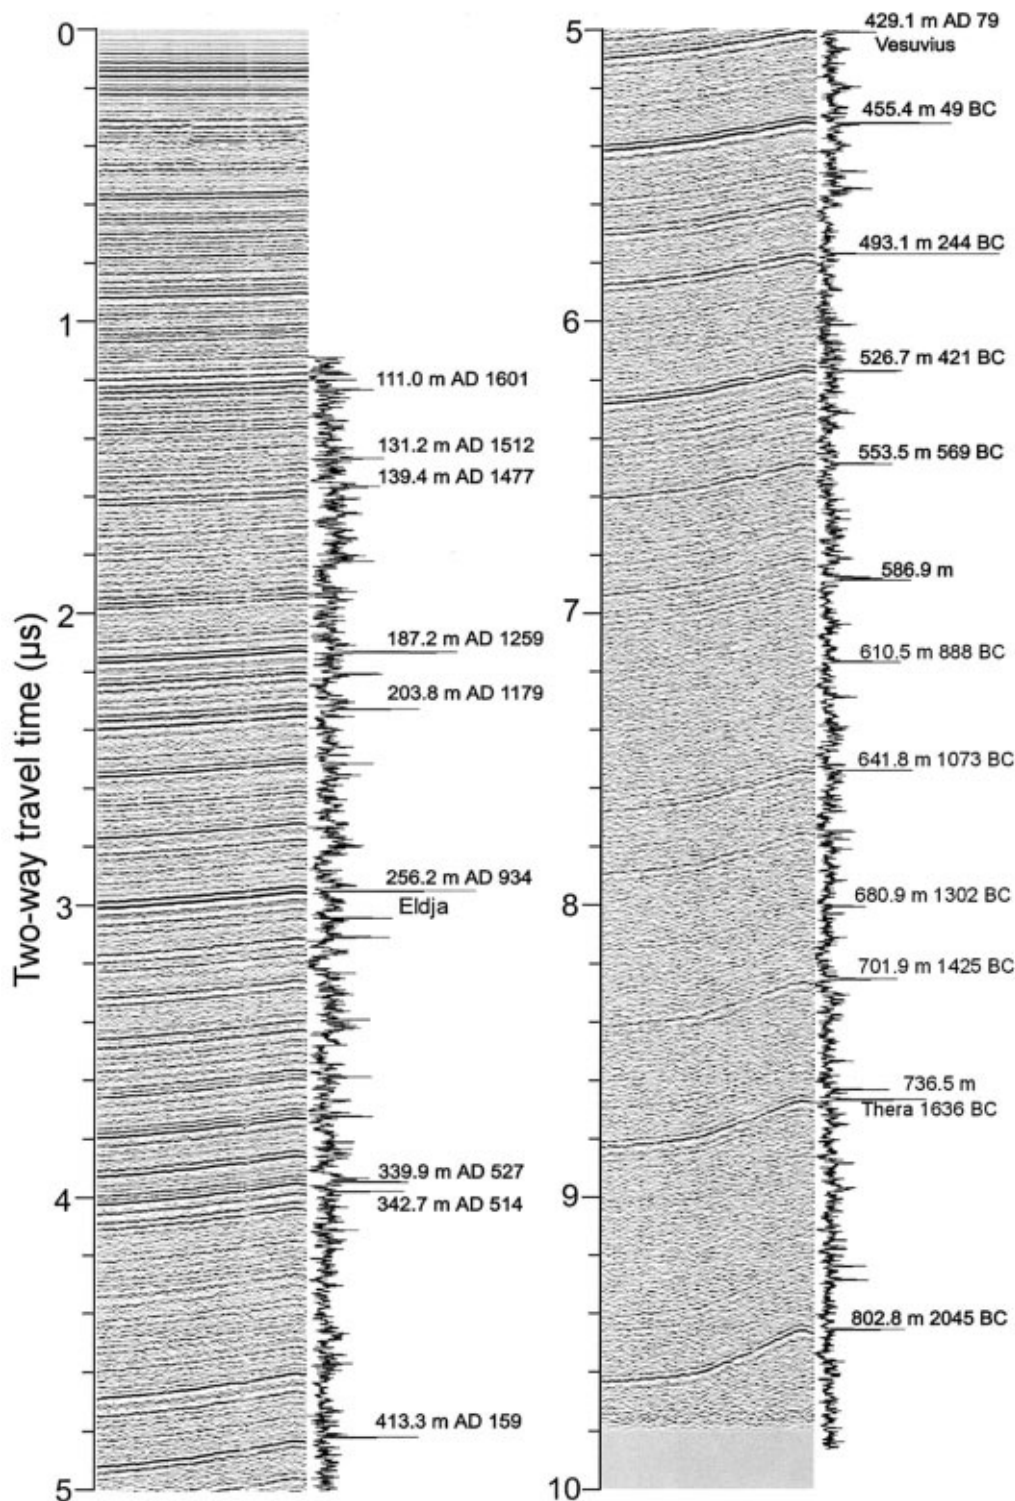 Two-way travel time (µs)
0
1
2
3
4
5
111.0 m AD 1601
131.2 m AD 1512
139.4 m AD 1477
187.2 m AD 1259
203.8 m AD 1179
256.2 m AD 934
Eldja
339.9 m AD 527
342.7 m AD 514
413.3 m AD 159
5
6
7
8
9
10
429.1 m AD 79
Vesuvius
455.4 m 49 BC
493.1 m 244 BC
526.7 m 421 BC
553.5 m 569 BC
586.9 m
610.5 m 888 BC
641.8 m 1073 BC
680.9 m 1302 BC
701.9 m 1425 BC
736.5 m
Thera 1636 BC
802.8 m 2045 BC